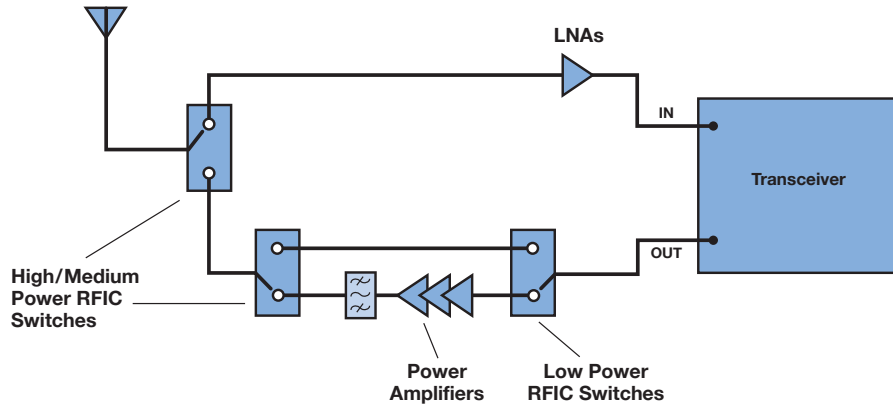 LNAs
IN
Transceiver
OUT
High/Medium
Power RFIC
Switches
Power
Amplifiers
Low Power
RFIC Switches